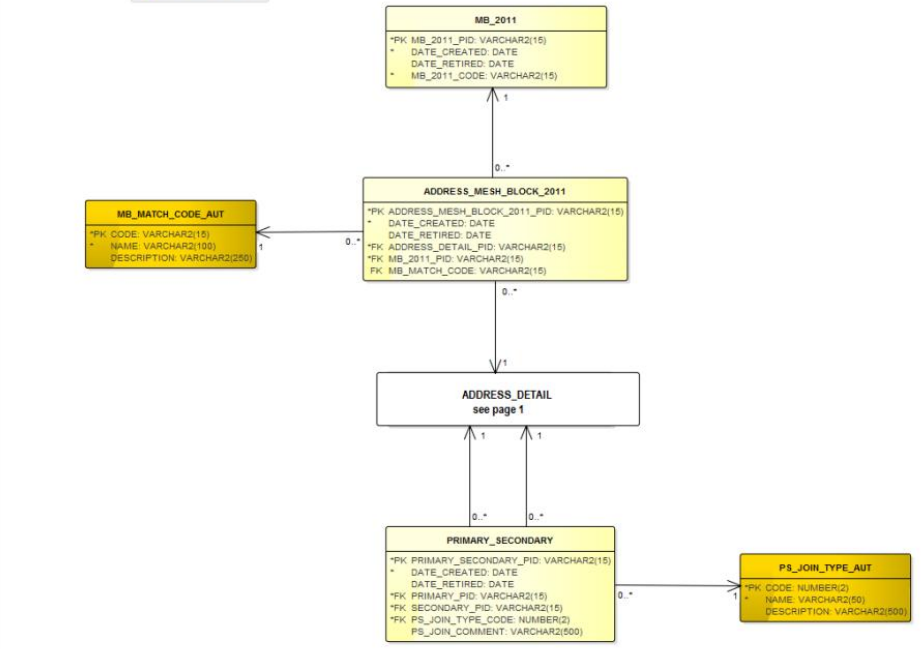 MB_2011
*PK MB_2011_PID: VARCHAR2(15)
* DATE_CREATED: DATE
DATE_RETIRED: DATE
* MB_2011_CODE: VARCHAR2(15)
1
0..*
ADDRESS_MESH_BLOCK_2011
*PK ADDRESS_MESH_BLOCK_2011_PID: VARCHAR2(15)
* DATE_CREATED: DATE
DATE_RETIRED: DATE
*FK ADDRESS_DETAIL_PID: VARCHAR2(15)
*FK MB_2011_PID: VARCHAR2(15)
FK MB_MATCH_CODE: VARCHAR2(15)
MB_MATCH_CODE_AUT
*PK CODE: VARCHAR2(15)
* NAME: VARCHAR2(100)
DESCRIPTION: VARCHAR2(250)
1
0..*
0..*
1
ADDRESS_DETAIL
see page 1
1
1
0..*
0..*
PRIMARY_SECONDARY
*PK PRIMARY_SECONDARY_PID: VARCHAR2(15)
* DATE_CREATED: DATE
DATE_RETIRED: DATE
*FK PRIMARY_PID: VARCHAR2(15)
*FK SECONDARY_PID: VARCHAR2(15)
*FK PS_JOIN_TYPE_CODE: NUMBER(2)
PS_JOIN_COMMENT: VARCHAR2(500)
0..*
1
PS_JOIN_TYPE_AUT
*PK CODE: NUMBER(2)
* NAME: VARCHAR2(50)
DESCRIPTION: VARCHAR2(500)